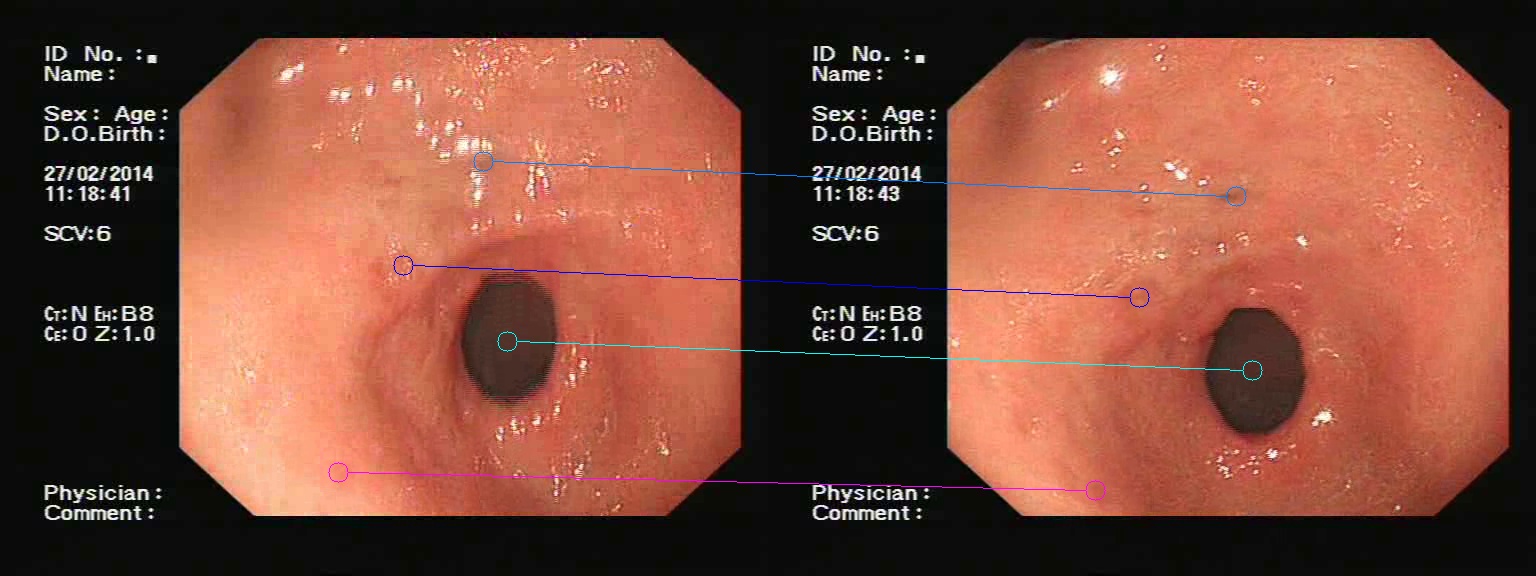 ID No. :
Name:
Sex: Age:
D.O.Birth:
27/02/2014
11:18:41
SCV:6
CT:N EH:B8
CE:0 Z:1.0
Physician:
Comment:
ID No. :
Name:
Sex: Age:
D.O.Birth:
27/02/2014
11:18:43
SCV:6
CT:N EH:B8
CE:0 Z:1.0
Physician:
Comment: